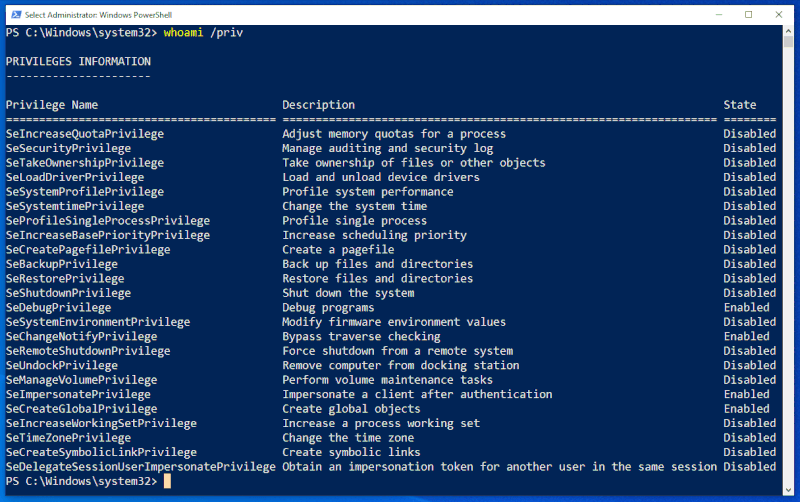 Select Administrator: Windows PowerShell
PS C:\Windows\system32> whoami /priv
PRIVILEGES INFORMATION
----------------------
Privilege Name                            Description                                                        State
========================================= ================================================================== ========
SeIncreaseQuotaPrivilege                  Adjust memory quotas for a process                                 Disabled
SeSecurityPrivilege                       Manage auditing and security log                                   Disabled
SeTakeOwnershipPrivilege                  Take ownership of files or other objects                           Disabled
SeLoadDriverPrivilege                     Load and unload device drivers                                     Disabled
SeSystemProfilePrivilege                  Profile system performance                                         Disabled
SeSystemtimePrivilege                     Change the system time                                             Disabled
SeProfileSingleProcessPrivilege           Profile single process                                             Disabled
SeIncreaseBasePriorityPrivilege           Increase scheduling priority                                       Disabled
SeCreatePagefilePrivilege                 Create a pagefile                                                  Disabled
SeBackupPrivilege                         Back up files and directories                                      Disabled
SeRestorePrivilege                        Restore files and directories                                      Disabled
SeShutdownPrivilege                       Shut down the system                                               Disabled
SeDebugPrivilege                          Debug programs                                                     Enabled
SeSystemEnvironmentPrivilege              Modify firmware environment values                                 Disabled
SeChangeNotifyPrivilege                   Bypass traverse checking                                           Enabled
SeRemoteShutdownPrivilege                 Force shutdown from a remote system                                Disabled
SeUndockPrivilege                         Remove computer from docking station                               Disabled
SeManageVolumePrivilege                   Perform volume maintenance tasks                                   Disabled
SeImpersonatePrivilege                    Impersonate a client after authentication                          Enabled
SeCreateGlobalPrivilege                   Create global objects                                              Enabled
SeIncreaseWorkingSetPrivilege             Increase a process working set                                     Disabled
SeTimeZonePrivilege                       Change the time zone                                               Disabled
SeCreateSymbolicLinkPrivilege             Create symbolic links                                              Disabled
SeDelegateSessionUserImpersonatePrivilege Obtain an impersonation token for another user in the same session Disabled
PS C:\Windows\system32>